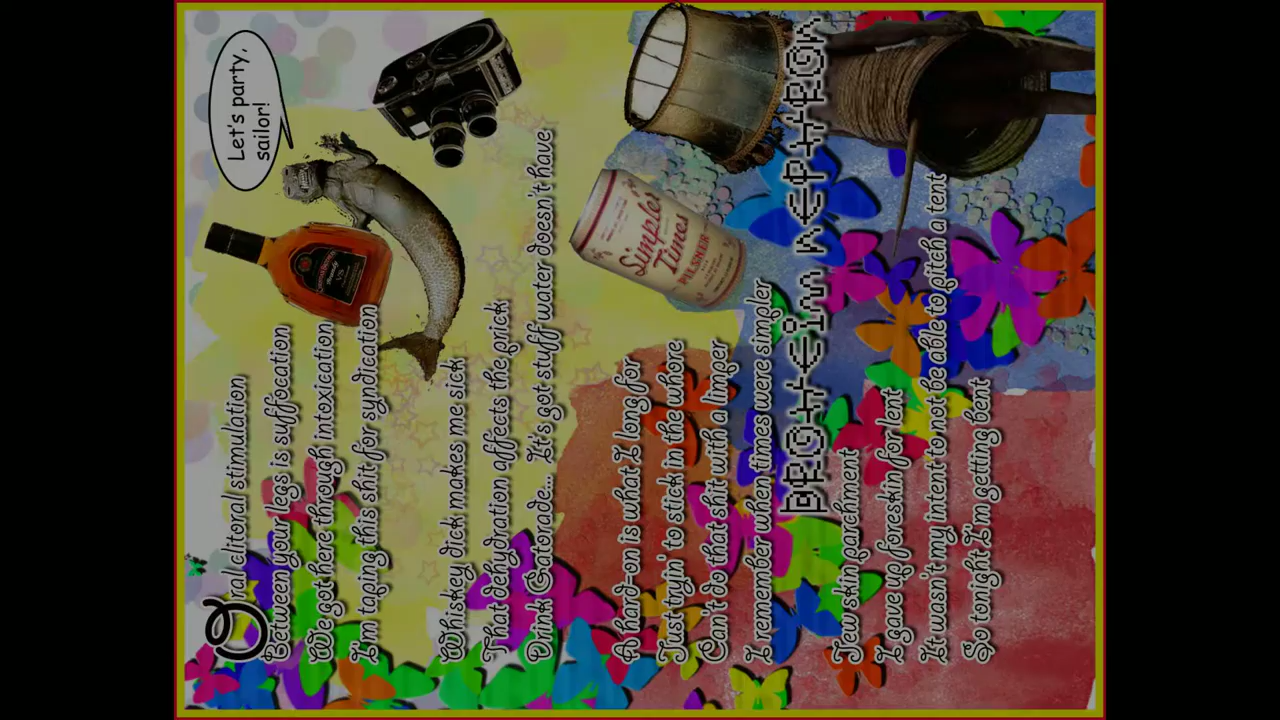 Let's party,
sailor!
Oral clitoral stimulation
Between your legs is suffocation
We got here through intoxication
I'm taping this shit for syndication
Whiskey dick makes me sick
That dehydration affects the prick
Drink Gatorade... It's got stuff water doesn't have
A hard-on is what I long for
Just tryin' to stick in the whore
Can't do that shit with a limper
I remember when times were simpler
Jew skin parchment
I gave up foreskin for lent
It wasn't my intent to not be able to pitch a tent
So tonight I'm getting bent
Simpler
Times
PILSNER
Brandy
VS